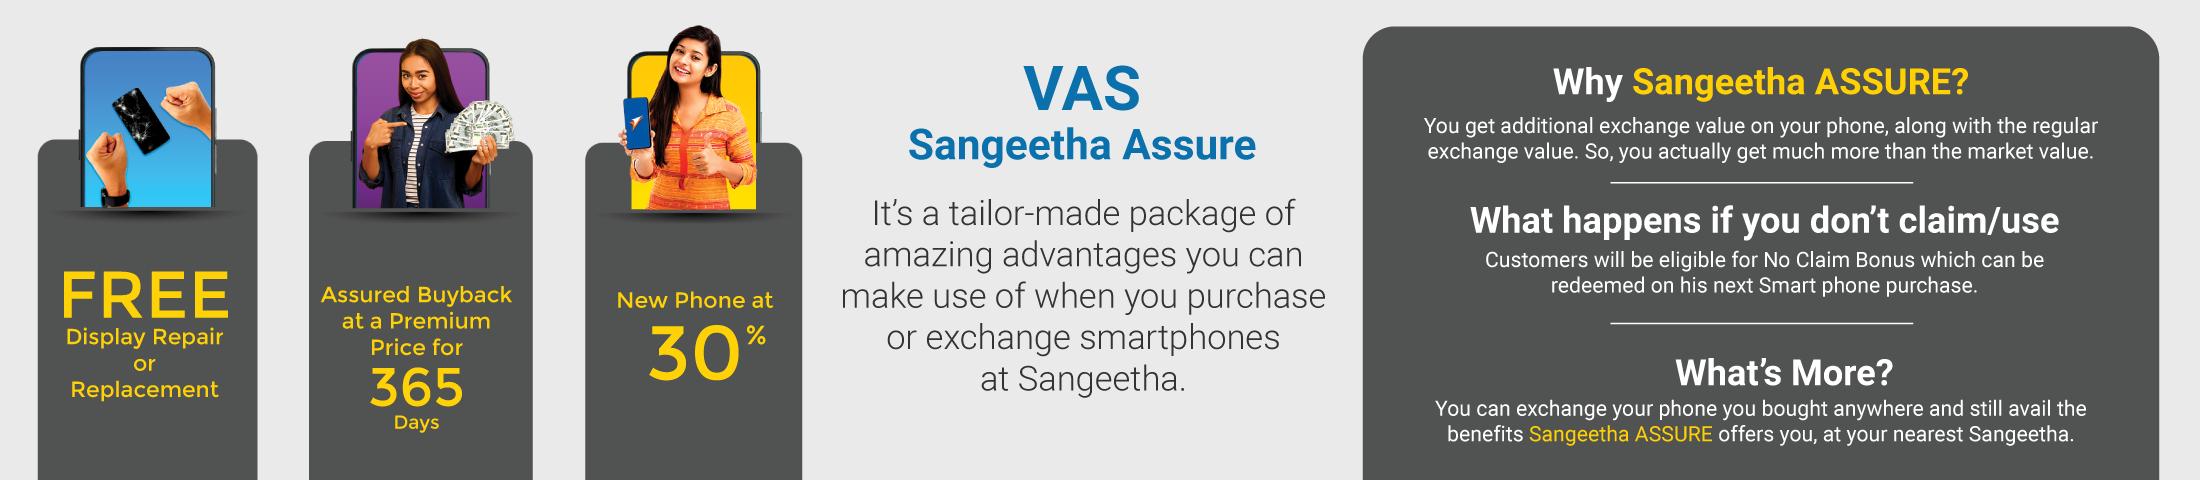 FREE
Display Repair
or
Replacement
Assured Buyback
at a Premium
Price for
365
Days
New Phone at
30%
VAS
Sangeetha Assure
It's a tailor-made package of
amazing advantages you can
make use of when you purchase
or exchange smartphones
at Sangeetha.
Why Sangeetha ASSURE?
You get additional exchange value on your phone, along with the regular
exchange value. So, you actually get much more than the market value.
What happens if you don't claim/use
Customers will be eligible for No Claim Bonus which can be
redeemed on his next Smart phone purchase.
What's More?
You can exchange your phone you bought anywhere and still avail the
benefits Sangeetha ASSURE offers you, at your nearest Sangeetha.